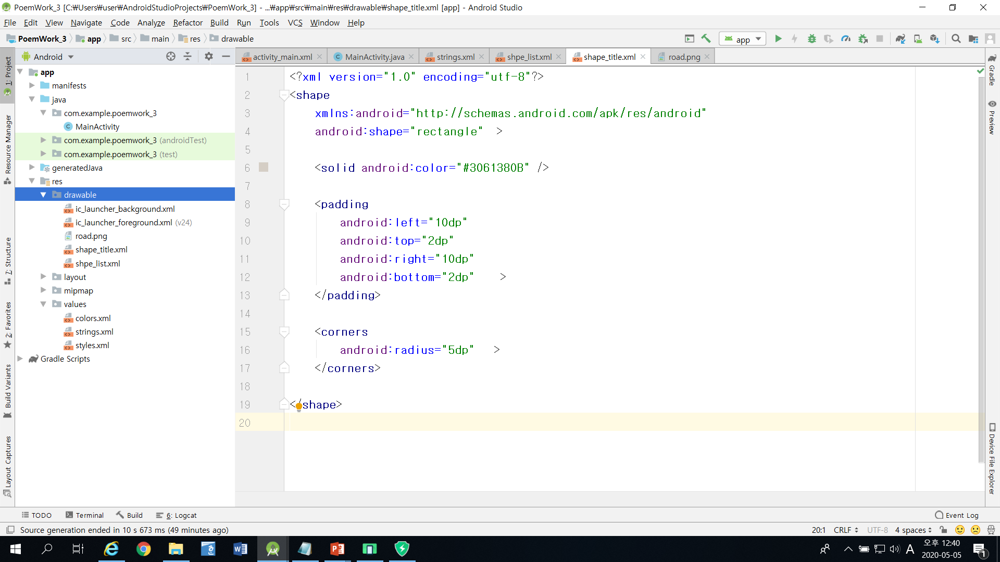 PoemWork_3 [C:₩Users₩user₩AndroidStudioProjects₩PoemWork_3] - ...₩app₩src₩main₩res₩drawable₩shape_title.xml [app] - Android Studio
File Edit View Navigate Code Analyze Refactor Build Run Tools VCS Window Help
PoemWork_3 app src main res drawable
app
Android
activity_main.xml MainActivity.java strings.xml shpe_list.xml shape_title.xml road.png
1: Project
Resource Manager
7: Structure
2: Favorites
Build Variants
Layout Captures
app
manifests
java
com.example.poemwork_3
MainActivity
com.example.poemwork_3 (androidTest)
com.example.poemwork_3 (test)
generatedJava
res
drawable
ic_launcher_background.xml
ic_launcher_foreground.xml (v24)
road.png
shape_title.xml
shpe_list.xml
layout
mipmap
values
colors.xml
strings.xml
styles.xml
Gradle Scripts
1 <?xml version="1.0" encoding="utf-8"?>
2 <shape
3 xmlns:android="http://schemas.android.com/apk/res/android"
4 android:shape="rectangle" >
5
6 <solid android:color="#3061380B" />
7
8 <padding
9 android:left="10dp"
10 android:top="2dp"
11 android:right="10dp"
12 android:bottom="2dp" >
13 </padding>
14
15 <corners
16 android:radius="5dp" >
17 </corners>
18
19 </shape>
20
Gradle
Preview
Device File Explorer
TODO Terminal Build 6: Logcat Event Log
Source generation ended in 10 s 673 ms (49 minutes ago) 20:1 CRLF UTF-8 4 spaces
A 오후 12:40
2020-05-05
1